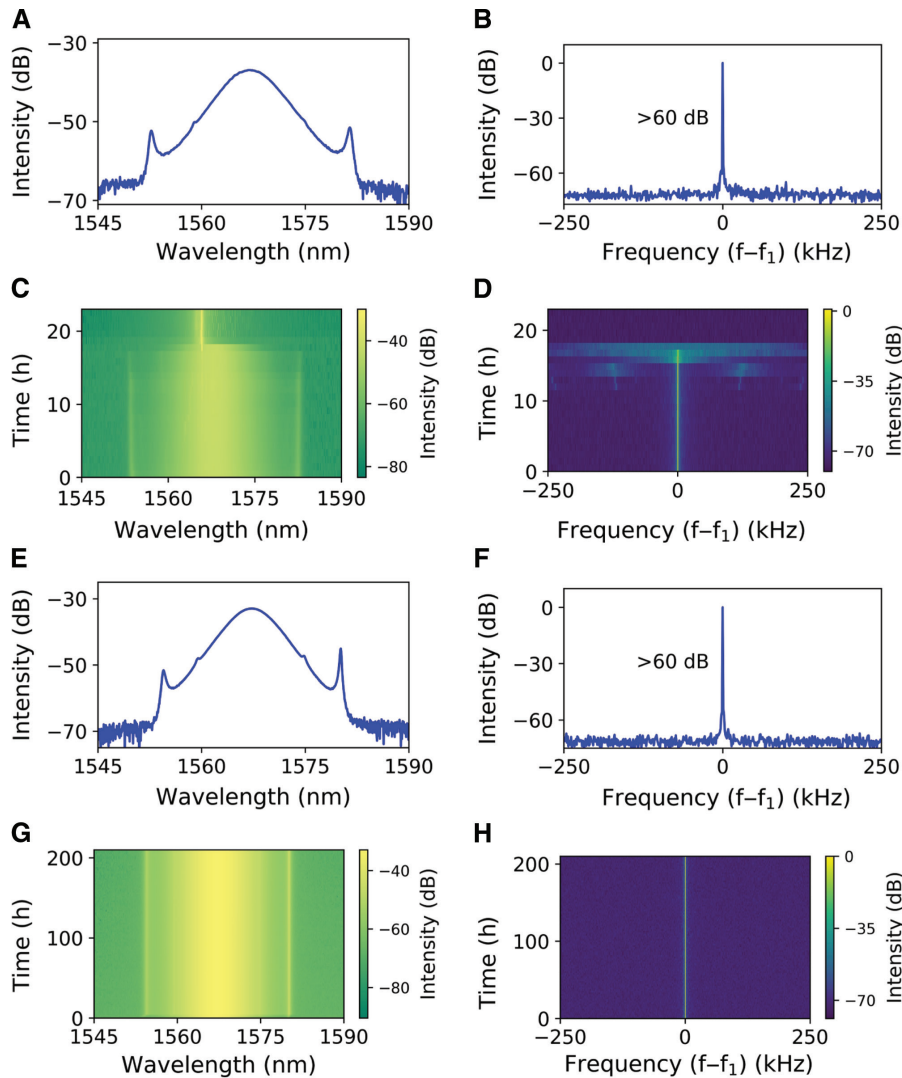 A
Intensity (dB)
−30
−50
−70
1545 1560 1575 1590
Wavelength (nm)
B
Intensity (dB)
0
−30
−60
>60 dB
−250 0 250
Frequency (f–f1) (kHz)
C
Time (h)
20
10
0
1545 1560 1575 1590
Wavelength (nm)
−40
−60
−80
Intensity (dB)
D
Time (h)
20
10
0
−250 0 250
Frequency (f–f1) (kHz)
0
−35
−70
Intensity (dB)
E
Intensity (dB)
−30
−50
−70
1545 1560 1575 1590
Wavelength (nm)
F
Intensity (dB)
0
−30
−60
>60 dB
−250 0 250
Frequency (f–f1) (kHz)
G
Time (h)
200
100
0
1545 1560 1575 1590
Wavelength (nm)
−40
−60
−80
Intensity (dB)
H
Time (h)
200
100
0
−250 0 250
Frequency (f–f1) (kHz)
0
−35
−70
Intensity (dB)